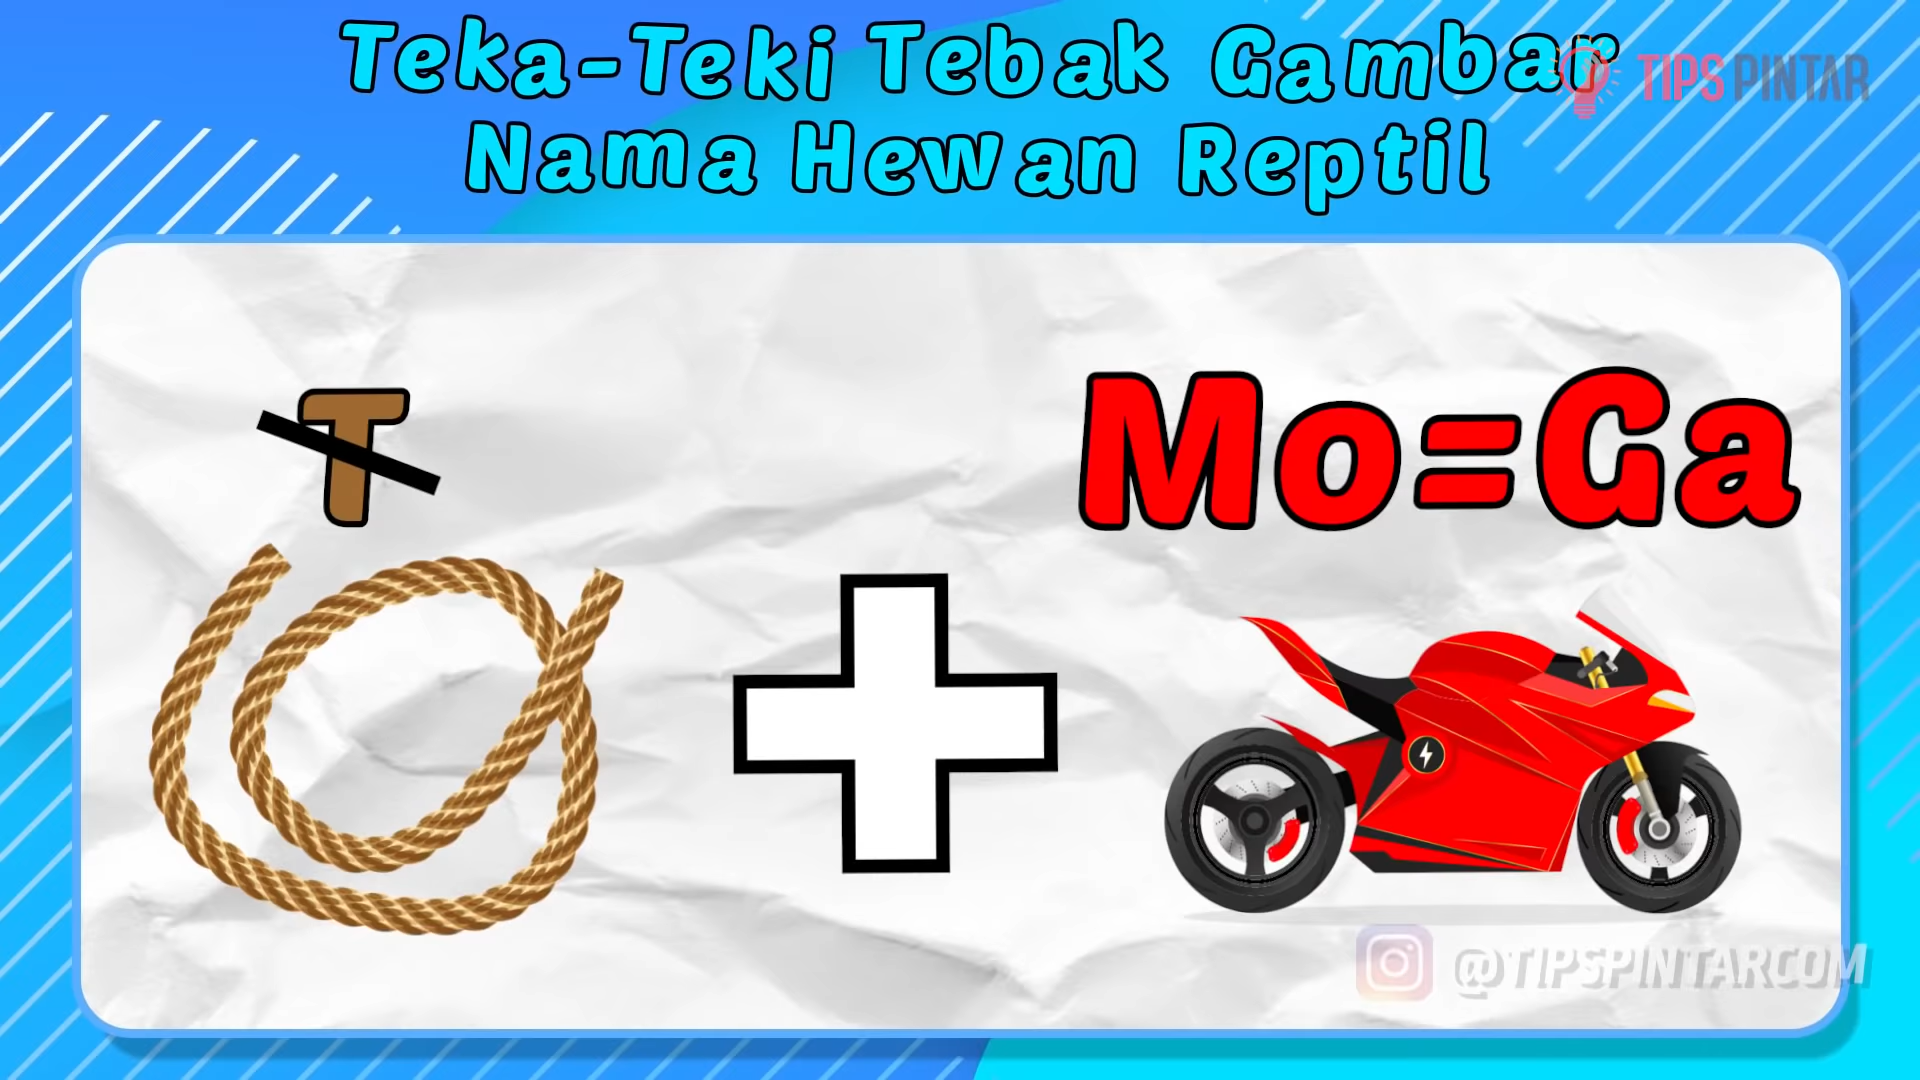 Teka-Teki Tebak Gambar
TIPS PINTAR
Nama Hewan Reptil
T
Mo=Ga
@TIPSPINTARCOM